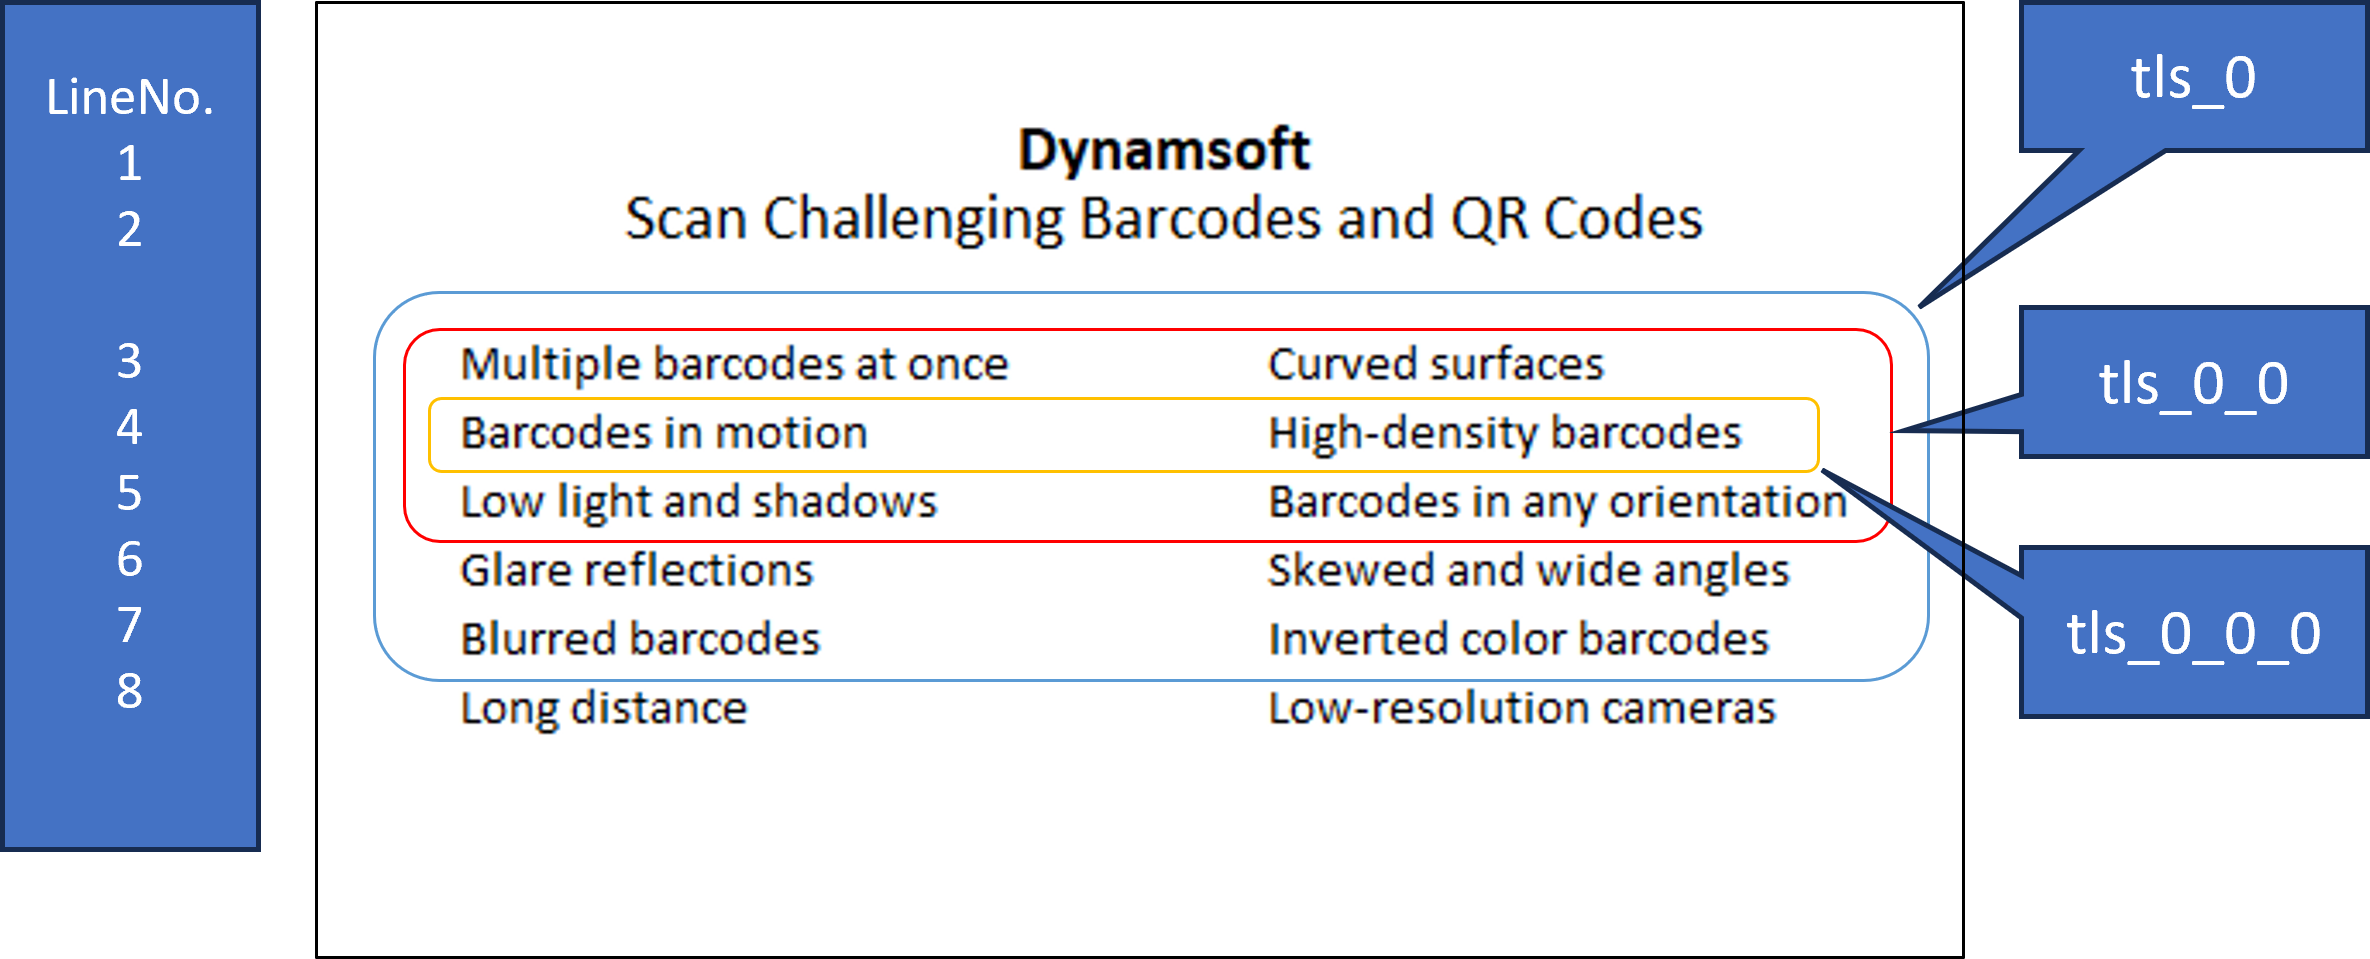 LineNo.
1
2
3
4
5
6
7
8
Dynamsoft
Scan Challenging Barcodes and QR Codes
Multiple barcodes at once Curved surfaces
Barcodes in motion High-density barcodes
Low light and shadows Barcodes in any orientation
Glare reflections Skewed and wide angles
Blurred barcodes Inverted color barcodes
Long distance Low-resolution cameras
tls_0
tls_0_0
tls_0_0_0